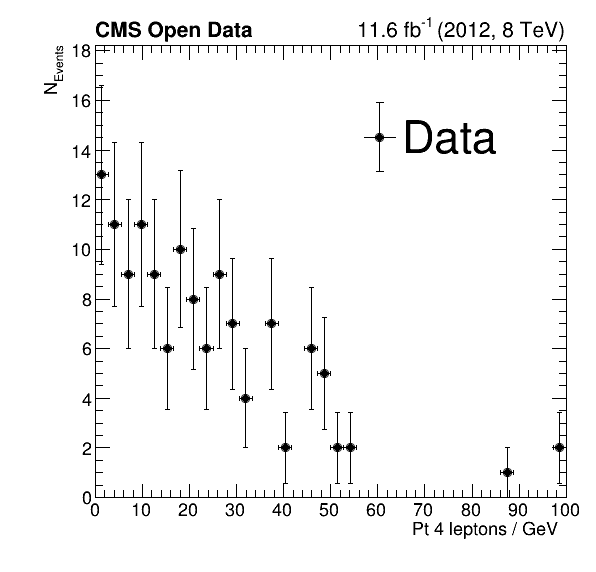 CMS Open Data
11.6 fb⁻¹ (2012, 8 TeV)
N_Events
18
16
14
12
10
8
6
4
2
0
Data
0 10 20 30 40 50 60 70 80 90 100
Pt 4 leptons / GeV